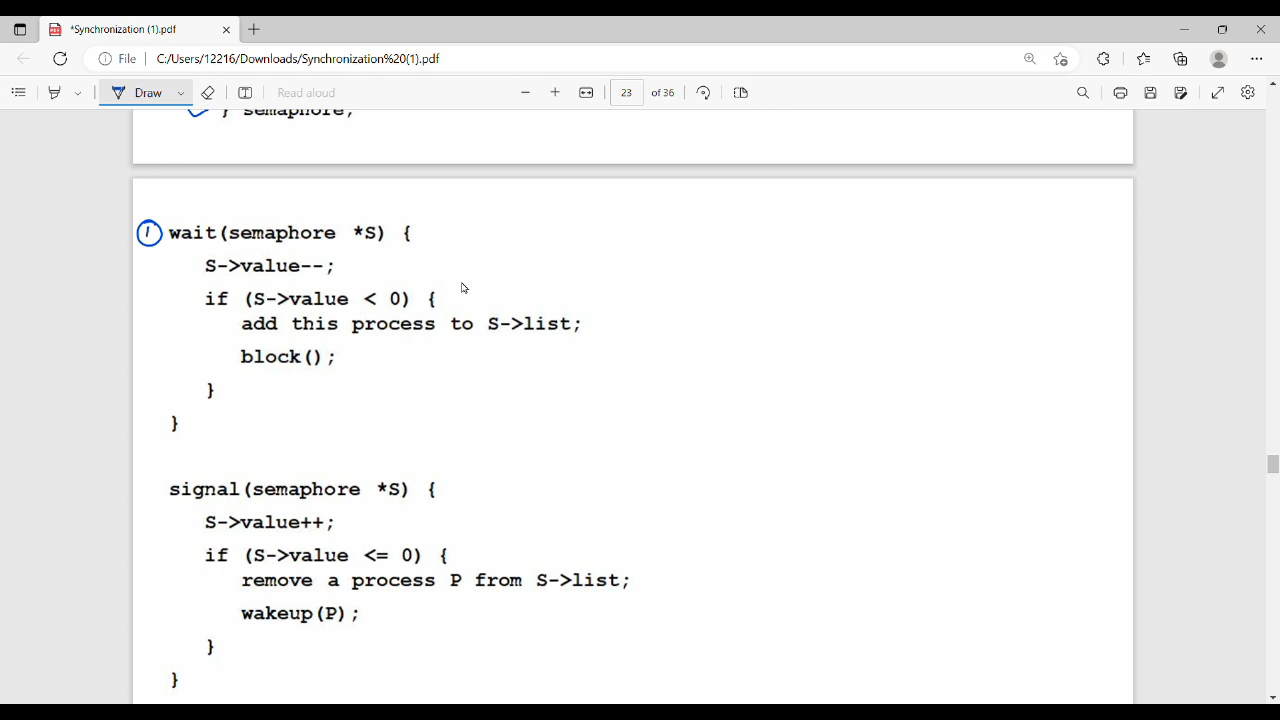 *Synchronization (1).pdf
File C:/Users/12216/Downloads/Synchronization%20(1).pdf
Draw Read aloud 23 of 36
} semaphore;
1 wait(semaphore *S) {
S->value--;
if (S->value < 0) {
add this process to S->list;
block();
}
}
signal(semaphore *S) {
S->value++;
if (S->value <= 0) {
remove a process P from S->list;
wakeup(P);
}
}